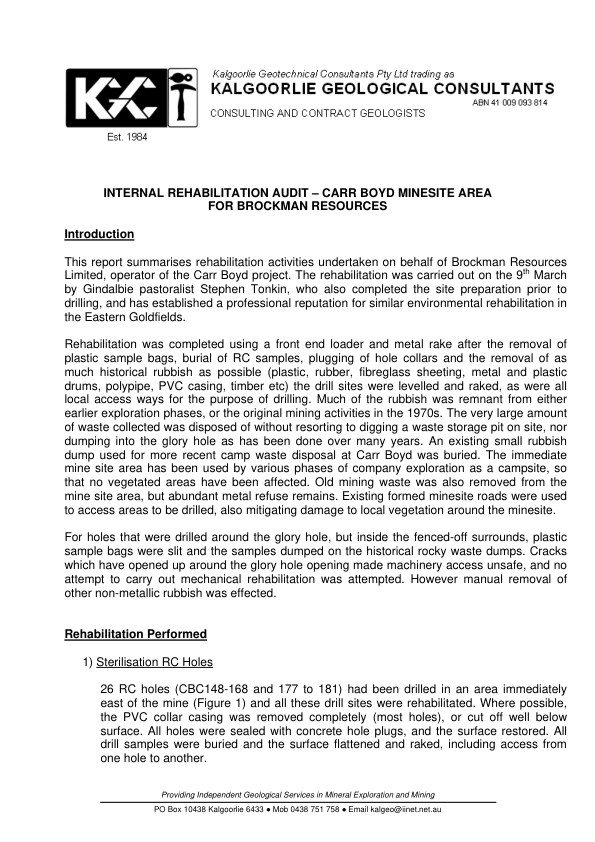 KGC
Kalgoorlie Geotechnical Consultants Pty Ltd trading as
KALGOORLIE GEOLOGICAL CONSULTANTS
ABN 41 009 093 814
CONSULTING AND CONTRACT GEOLOGISTS
Est. 1984
INTERNAL REHABILITATION AUDIT – CARR BOYD MINESITE AREA
FOR BROCKMAN RESOURCES
Introduction
This report summarises rehabilitation activities undertaken on behalf of Brockman Resources
Limited, operator of the Carr Boyd project. The rehabilitation was carried out on the 9th March
by Gindalbie pastoralist Stephen Tonkin, who also completed the site preparation prior to
drilling, and has established a professional reputation for similar environmental rehabilitation in
the Eastern Goldfields.
Rehabilitation was completed using a front end loader and metal rake after the removal of
plastic sample bags, burial of RC samples, plugging of hole collars and the removal of as
much historical rubbish as possible (plastic, rubber, fibreglass sheeting, metal and plastic
drums, polypipe, PVC casing, timber etc) the drill sites were levelled and raked, as were all
local access ways for the purpose of drilling. Much of the rubbish was remnant from either
earlier exploration phases, or the original mining activities in the 1970s. The very large amount
of waste collected was disposed of without resorting to digging a waste storage pit on site, nor
dumping into the glory hole as has been done over many years. An existing small rubbish
dump used for more recent camp waste disposal at Carr Boyd was buried. The immediate
mine site area has been used by various phases of company exploration as a campsite, so
that no vegetated areas have been affected. Old mining waste was also removed from the
mine site area, but abundant metal refuse remains. Existing formed minesite roads were used
to access areas to be drilled, also mitigating damage to local vegetation around the minesite.
For holes that were drilled around the glory hole, but inside the fenced-off surrounds, plastic
sample bags were slit and the samples dumped on the historical rocky waste dumps. Cracks
which have opened up around the glory hole opening made machinery access unsafe, and no
attempt to carry out mechanical rehabilitation was attempted. However manual removal of
other non-metallic rubbish was effected.
Rehabilitation Performed
1) Sterilisation RC Holes
26 RC holes (CBC148-168 and 177 to 181) had been drilled in an area immediately
east of the mine (Figure 1) and all these drill sites were rehabilitated. Where possible,
the PVC collar casing was removed completely (most holes), or cut off well below
surface. All holes were sealed with concrete hole plugs, and the surface restored. All
drill samples were buried and the surface flattened and raked, including access from
one hole to another.
Providing Independent Geological Services in Mineral Exploration and Mining
PO Box 10438 Kalgoorlie 6433 ● Mob 0438 751 758 ● Email kalgeo@iinet.net.au